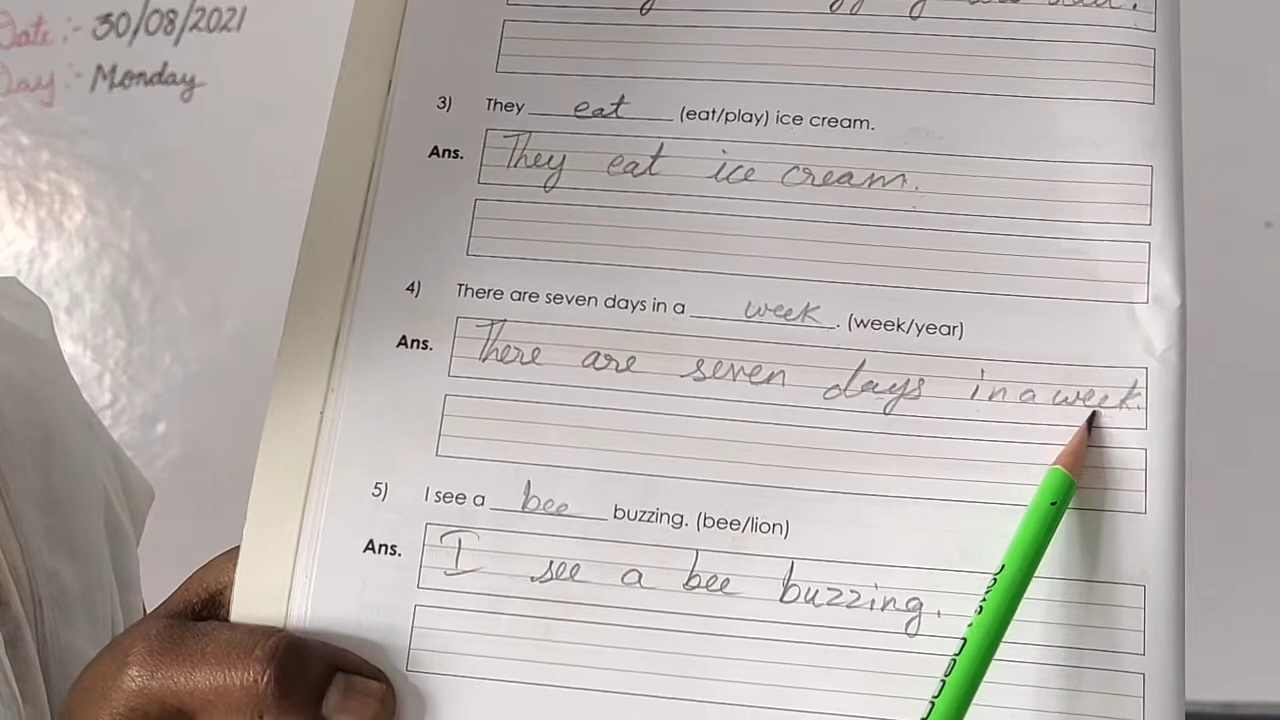 Date :- 30/08/2021
Day :- Monday
3) They eat (eat/play) ice cream.
Ans. They eat ice cream.
4) There are seven days in a week. (week/year)
Ans. There are seven days in a week.
5) I see a bee buzzing. (bee/lion)
Ans. I see a bee buzzing.